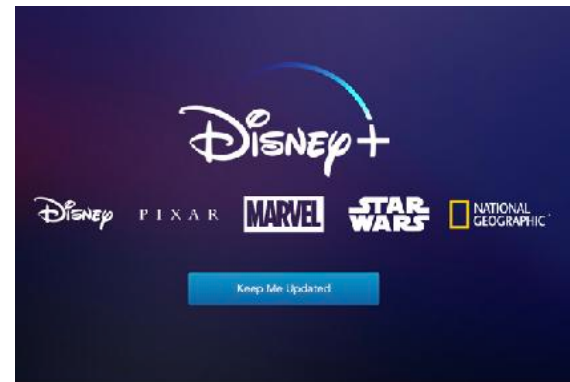 Disney+
Disney PIXAR MARVEL STAR WARS NATIONAL GEOGRAPHIC
Keep Me Updated